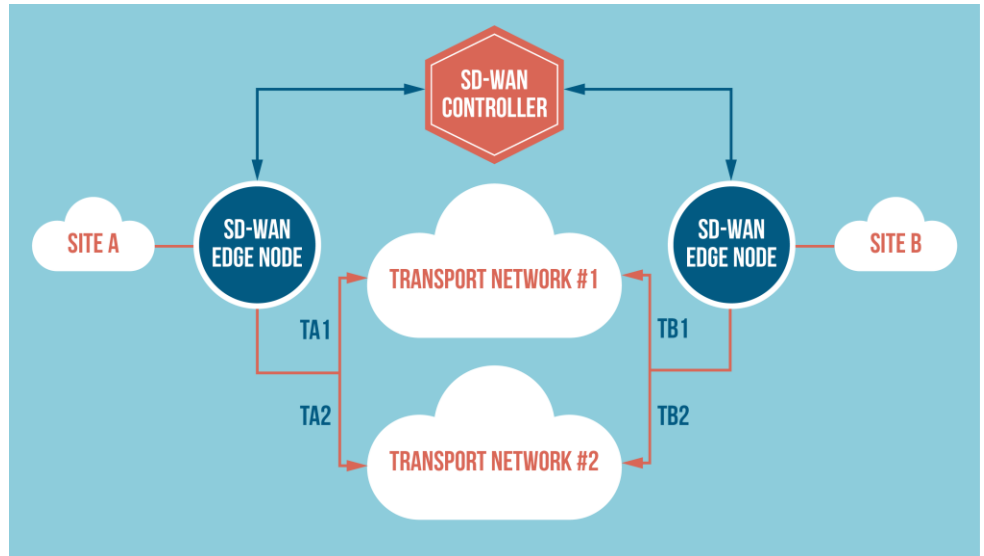 SD-WAN
CONTROLLER
SITE A
SD-WAN
EDGE NODE
SD-WAN
EDGE NODE
SITE B
TRANSPORT NETWORK #1
TA1
TB1
TA2
TB2
TRANSPORT NETWORK #2